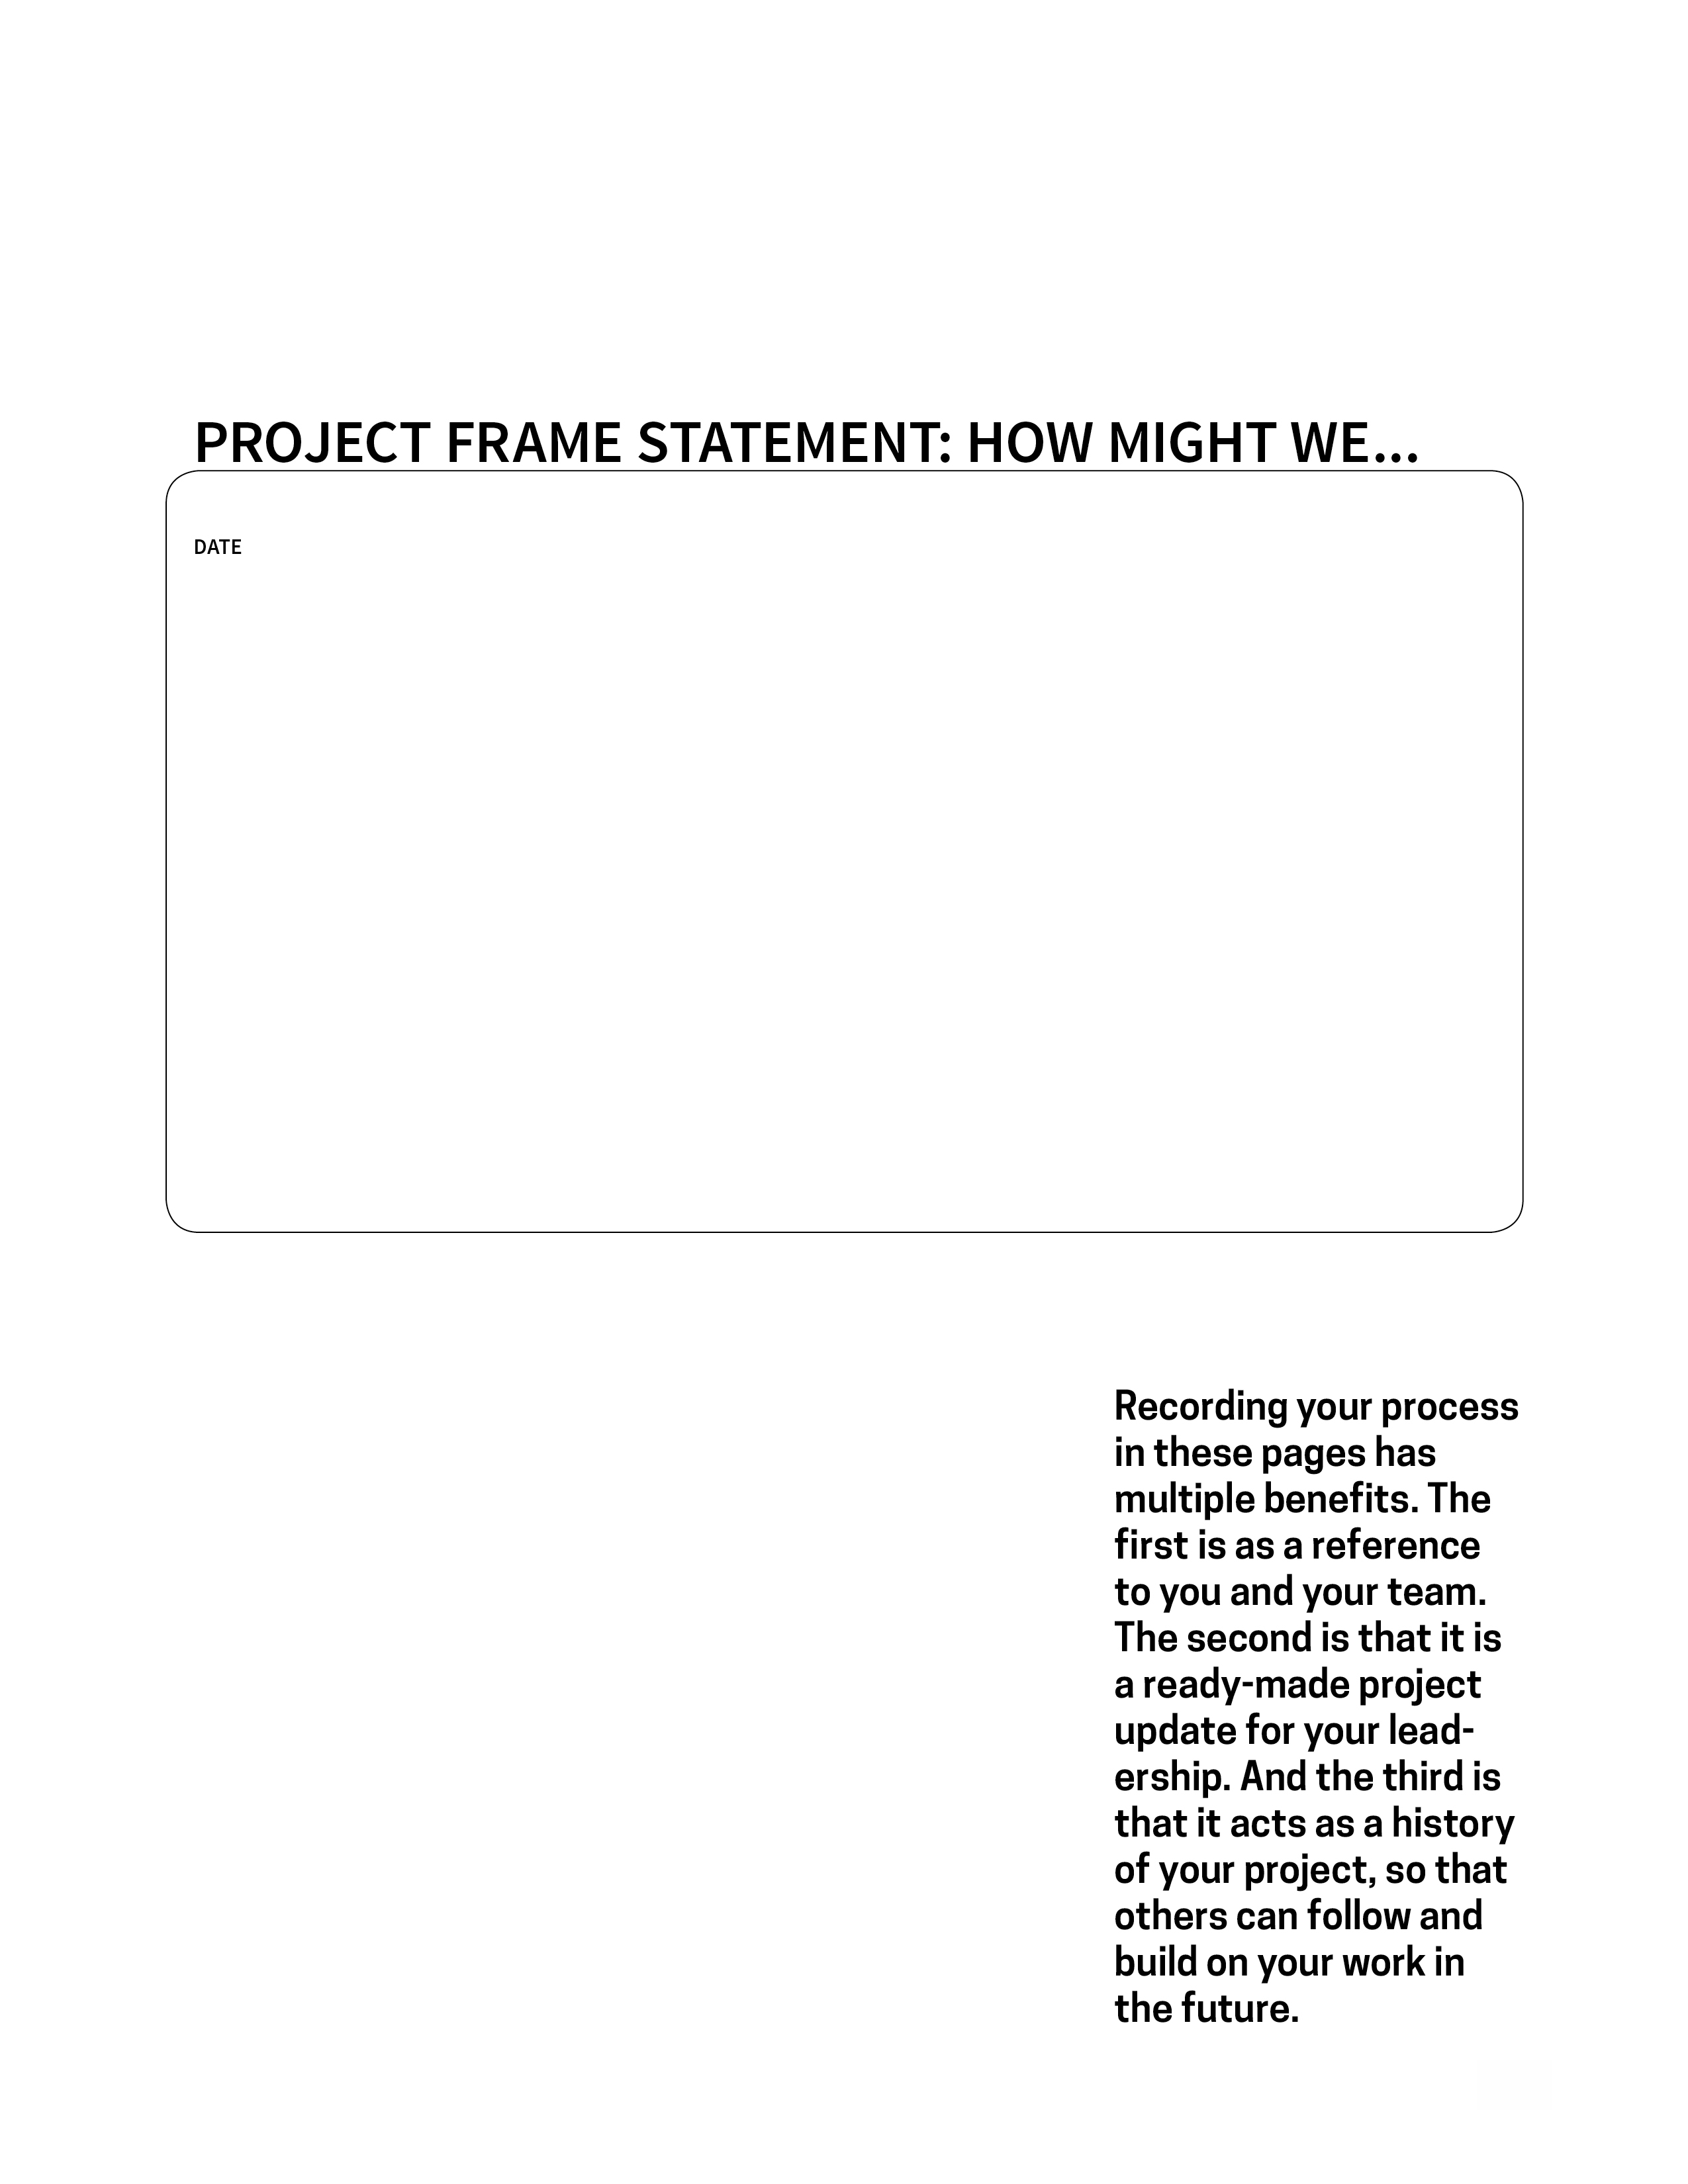 PROJECT FRAME STATEMENT: HOW MIGHT WE...
DATE
Recording your process
in these pages has
multiple benefits. The
first is as a reference
to you and your team.
The second is that it is
a ready-made project
update for your lead-
ership. And the third is
that it acts as a history
of your project, so that
others can follow and
build on your work in
the future.